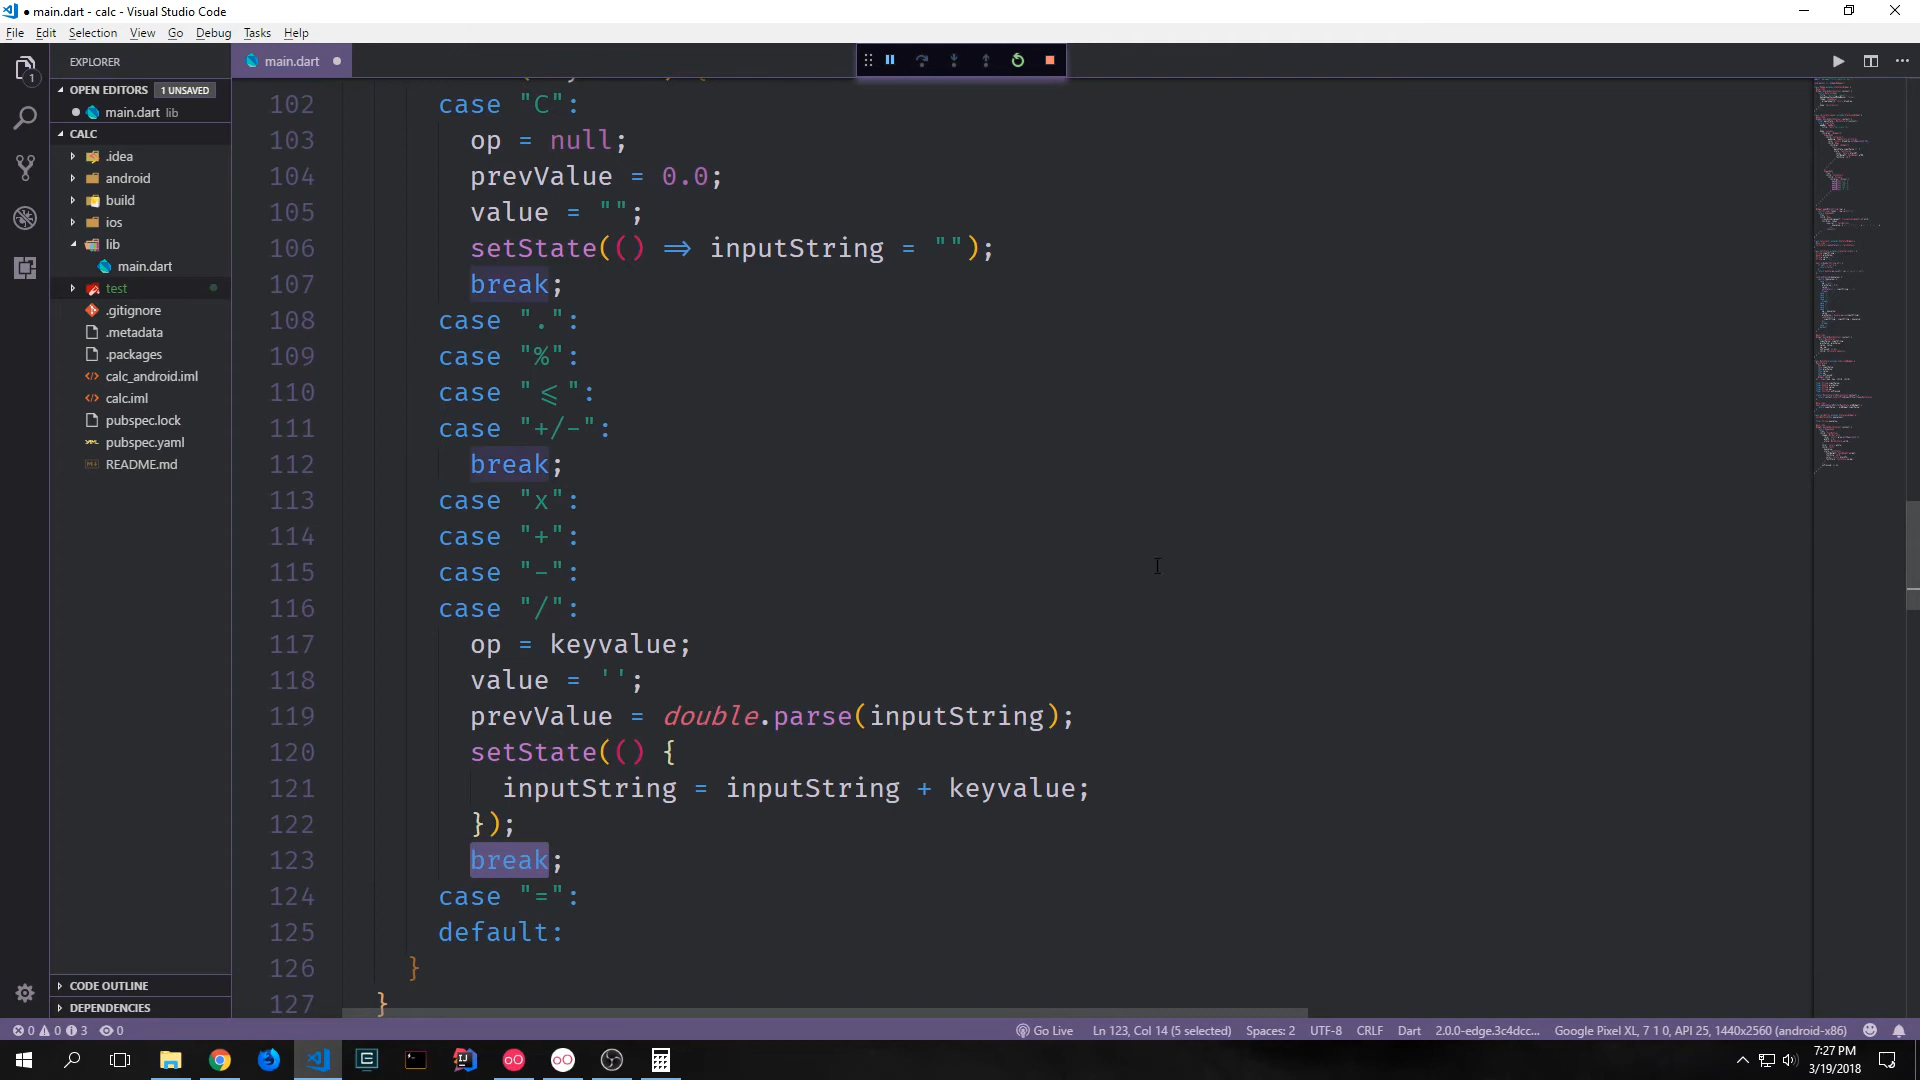 main.dart - calc - Visual Studio Code
File Edit Selection View Go Debug Tasks Help
EXPLORER
main.dart
OPEN EDITORS 1 UNSAVED
main.dart lib
CALC
.idea
android
build
ios
lib
main.dart
test
.gitignore
.metadata
.packages
calc_android.iml
calc.iml
pubspec.lock
pubspec.yaml
README.md
CODE OUTLINE
DEPENDENCIES
102 case "C":
103 op = null;
104 prevValue = 0.0;
105 value = "";
106 setState(() => inputString = "");
107 break;
108 case ".":
109 case "%":
110 case "<=":
111 case "+/-":
112 break;
113 case "x":
114 case "+":
115 case "-":
116 case "/":
117 op = keyvalue;
118 value = '';
119 prevValue = double.parse(inputString);
120 setState(() {
121 inputString = inputString + keyvalue;
122 });
123 break;
124 case "=":
125 default:
126 }
127 }
0 0 3 0 Go Live Ln 123, Col 14 (5 selected) Spaces: 2 UTF-8 CRLF Dart 2.0.0-edge.3c4dcc... Google Pixel XL, 7 1 0, API 25, 1440x2560 (android-x86)
7:27 PM
3/19/2018